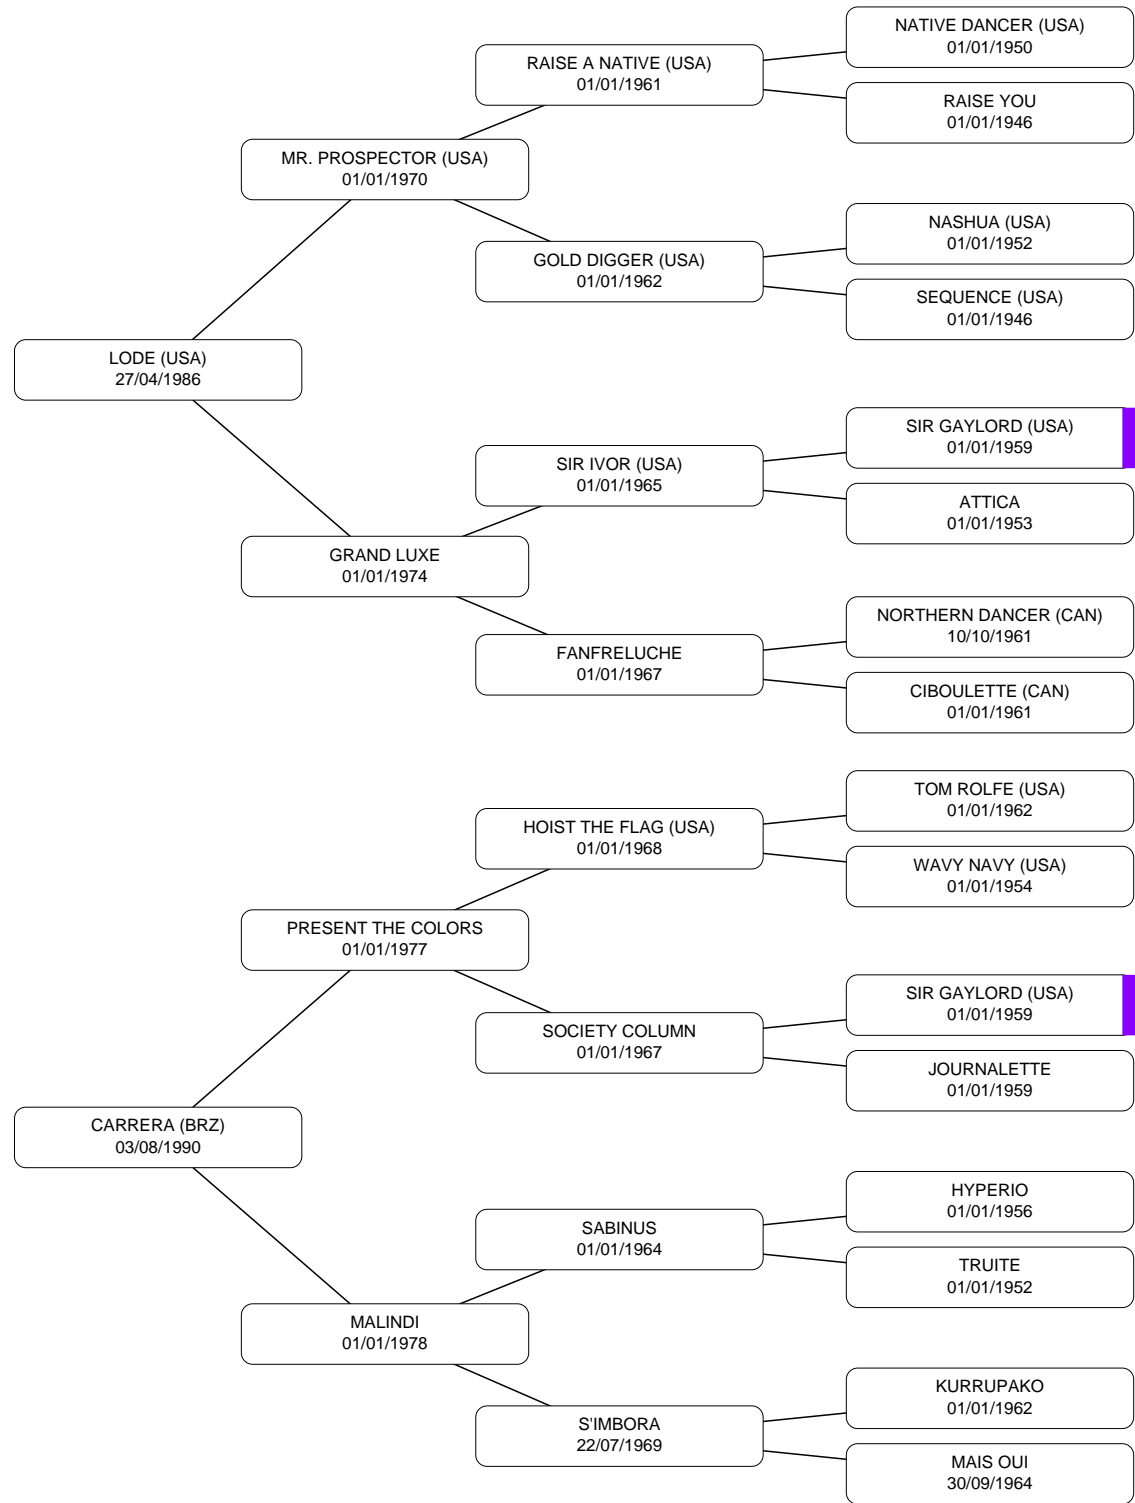 NATIVE DANCER (USA)
01/01/1950
RAISE A NATIVE (USA)
01/01/1961
RAISE YOU
01/01/1946
MR. PROSPECTOR (USA)
01/01/1970
NASHUA (USA)
01/01/1952
GOLD DIGGER (USA)
01/01/1962
SEQUENCE (USA)
01/01/1946
LODE (USA)
27/04/1986
SIR GAYLORD (USA)
01/01/1959
SIR IVOR (USA)
01/01/1965
ATTICA
01/01/1953
GRAND LUXE
01/01/1974
NORTHERN DANCER (CAN)
10/10/1961
FANFRELUCHE
01/01/1967
CIBOULETTE (CAN)
01/01/1961
TOM ROLFE (USA)
01/01/1962
HOIST THE FLAG (USA)
01/01/1968
WAVY NAVY (USA)
01/01/1954
PRESENT THE COLORS
01/01/1977
SIR GAYLORD (USA)
01/01/1959
SOCIETY COLUMN
01/01/1967
JOURNALETTE
01/01/1959
CARRERA (BRZ)
03/08/1990
HYPERIO
01/01/1956
SABINUS
01/01/1964
TRUITE
01/01/1952
MALINDI
01/01/1978
KURRUPAKO
01/01/1962
S'IMBORA
22/07/1969
MAIS OUI
30/09/1964